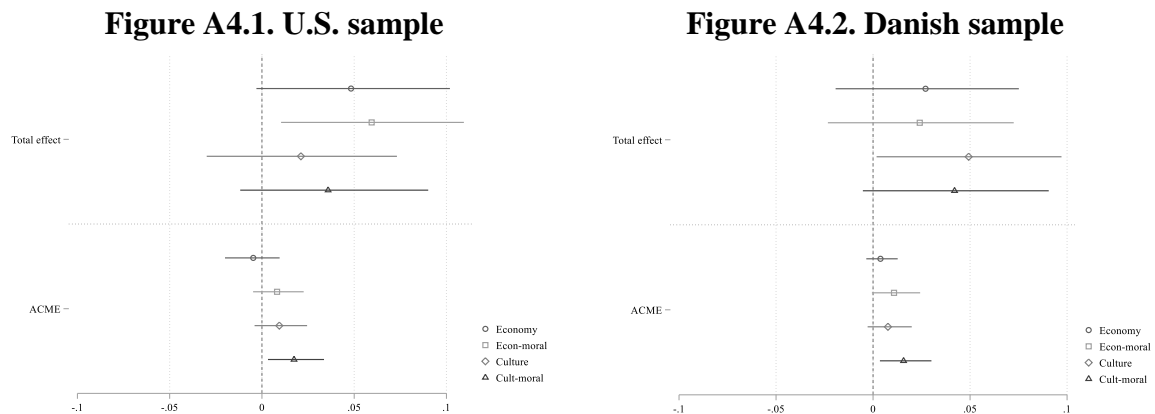 Figure A4.1. U.S. sample
Total effect
ACME
Economy
Econ-moral
Culture
Cult-moral
-.1 -.05 0 .05 .1
Figure A4.2. Danish sample
Total effect
ACME
Economy
Econ-moral
Culture
Cult-moral
-.1 -.05 0 .05 .1